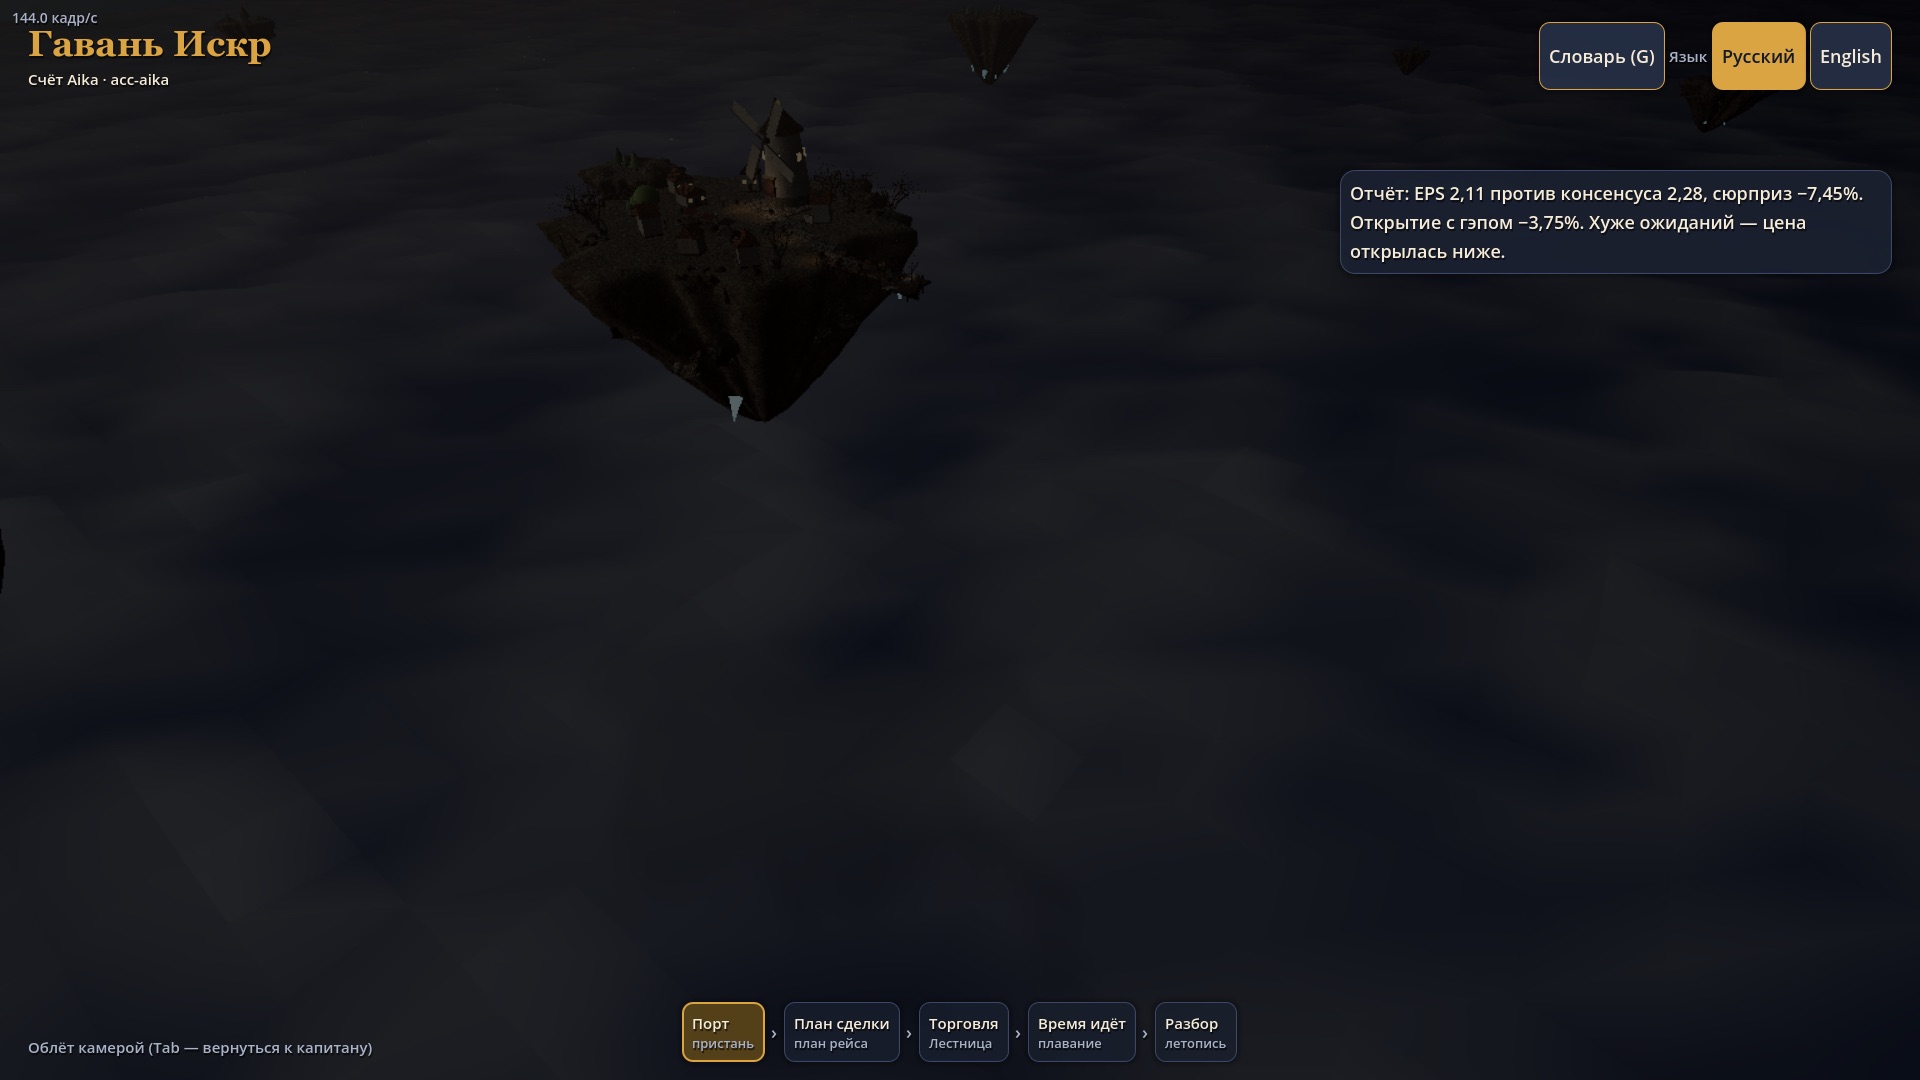 144.0 кадр/с
Гавань Искр
Счёт Aika · acc-aika
Словарь (G)
Язык
Русский
English
Отчёт: EPS 2,11 против консенсуса 2,28, сюрприз −7,45%.
Открытие с гэпом −3,75%. Хуже ожиданий — цена
открылась ниже.
Порт
пристань
›
План сделки
план рейса
›
Торговля
Лестница
›
Время идёт
плавание
›
Разбор
летопись
Облёт камерой (Tab — вернуться к капитану)